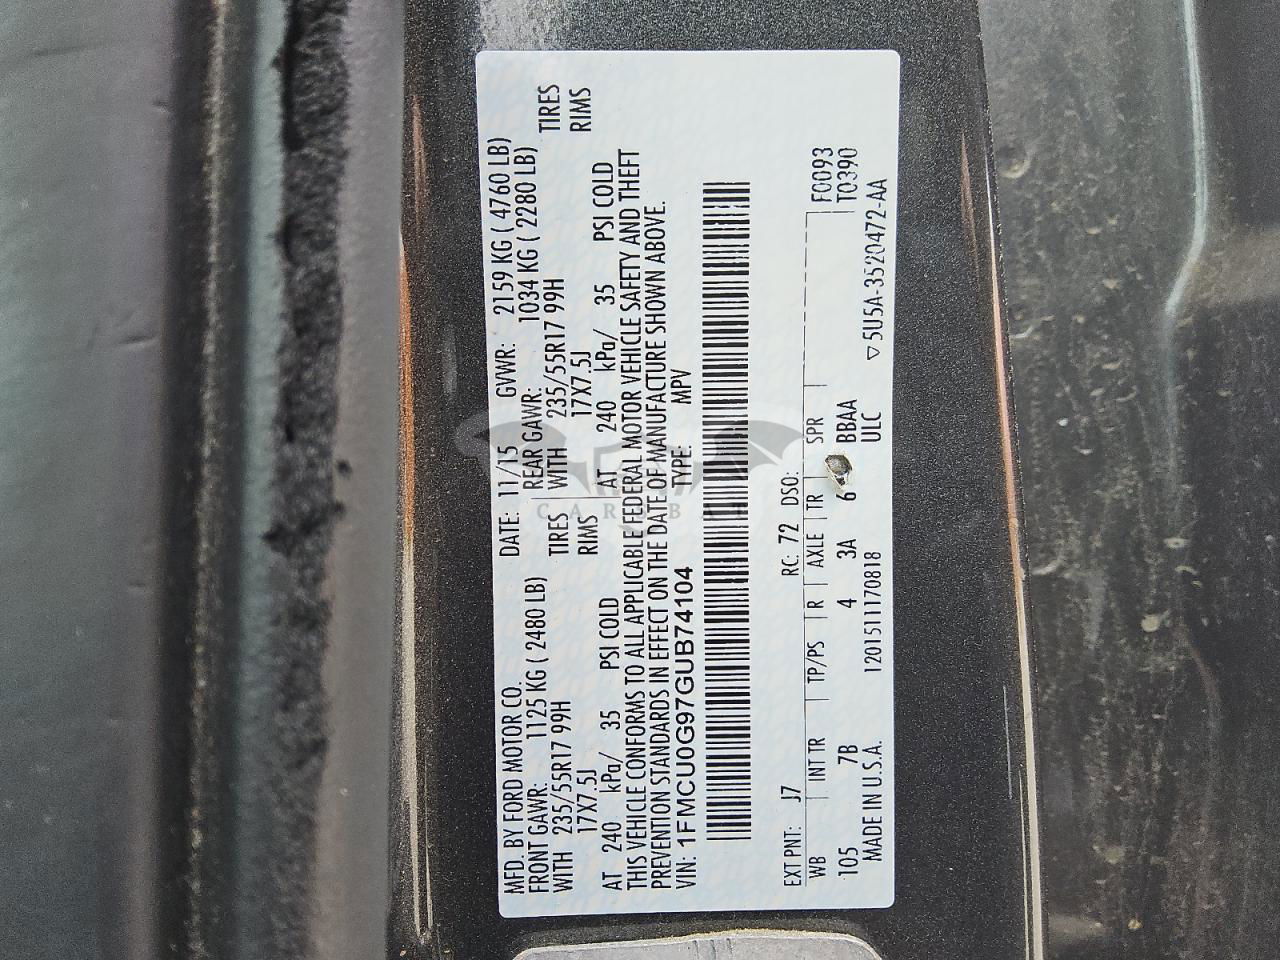 MFD. BY FORD MOTOR CO. DATE: 11/15 GVWR: 2159 KG ( 4760 LB)
FRONT GAWR: 1125 KG ( 2480 LB) REAR GAWR: 1034 KG ( 2280 LB)
WITH 235/55R17 99H TIRES WITH 235/55R17 99H TIRES
17X7.5J RIMS 17X7.5J RIMS
AT 240 kPa/ 35 PSI COLD AT 240 kPa/ 35 PSI COLD
THIS VEHICLE CONFORMS TO ALL APPLICABLE FEDERAL MOTOR VEHICLE SAFETY AND THEFT
PREVENTION STANDARDS IN EFFECT ON THE DATE OF MANUFACTURE SHOWN ABOVE.
VIN: 1FMCU0G97GUB74104 TYPE: MPV
EXT PNT: J7 RC: 72 DSO:
WB INT TR TP/PS R AXLE TR SPR F0093
105 7B 4 3A 6 BBAA T0390
MADE IN U.S.A. 120151117081​8 ULC ▽5U5A-3520472-AA
CAR BAT